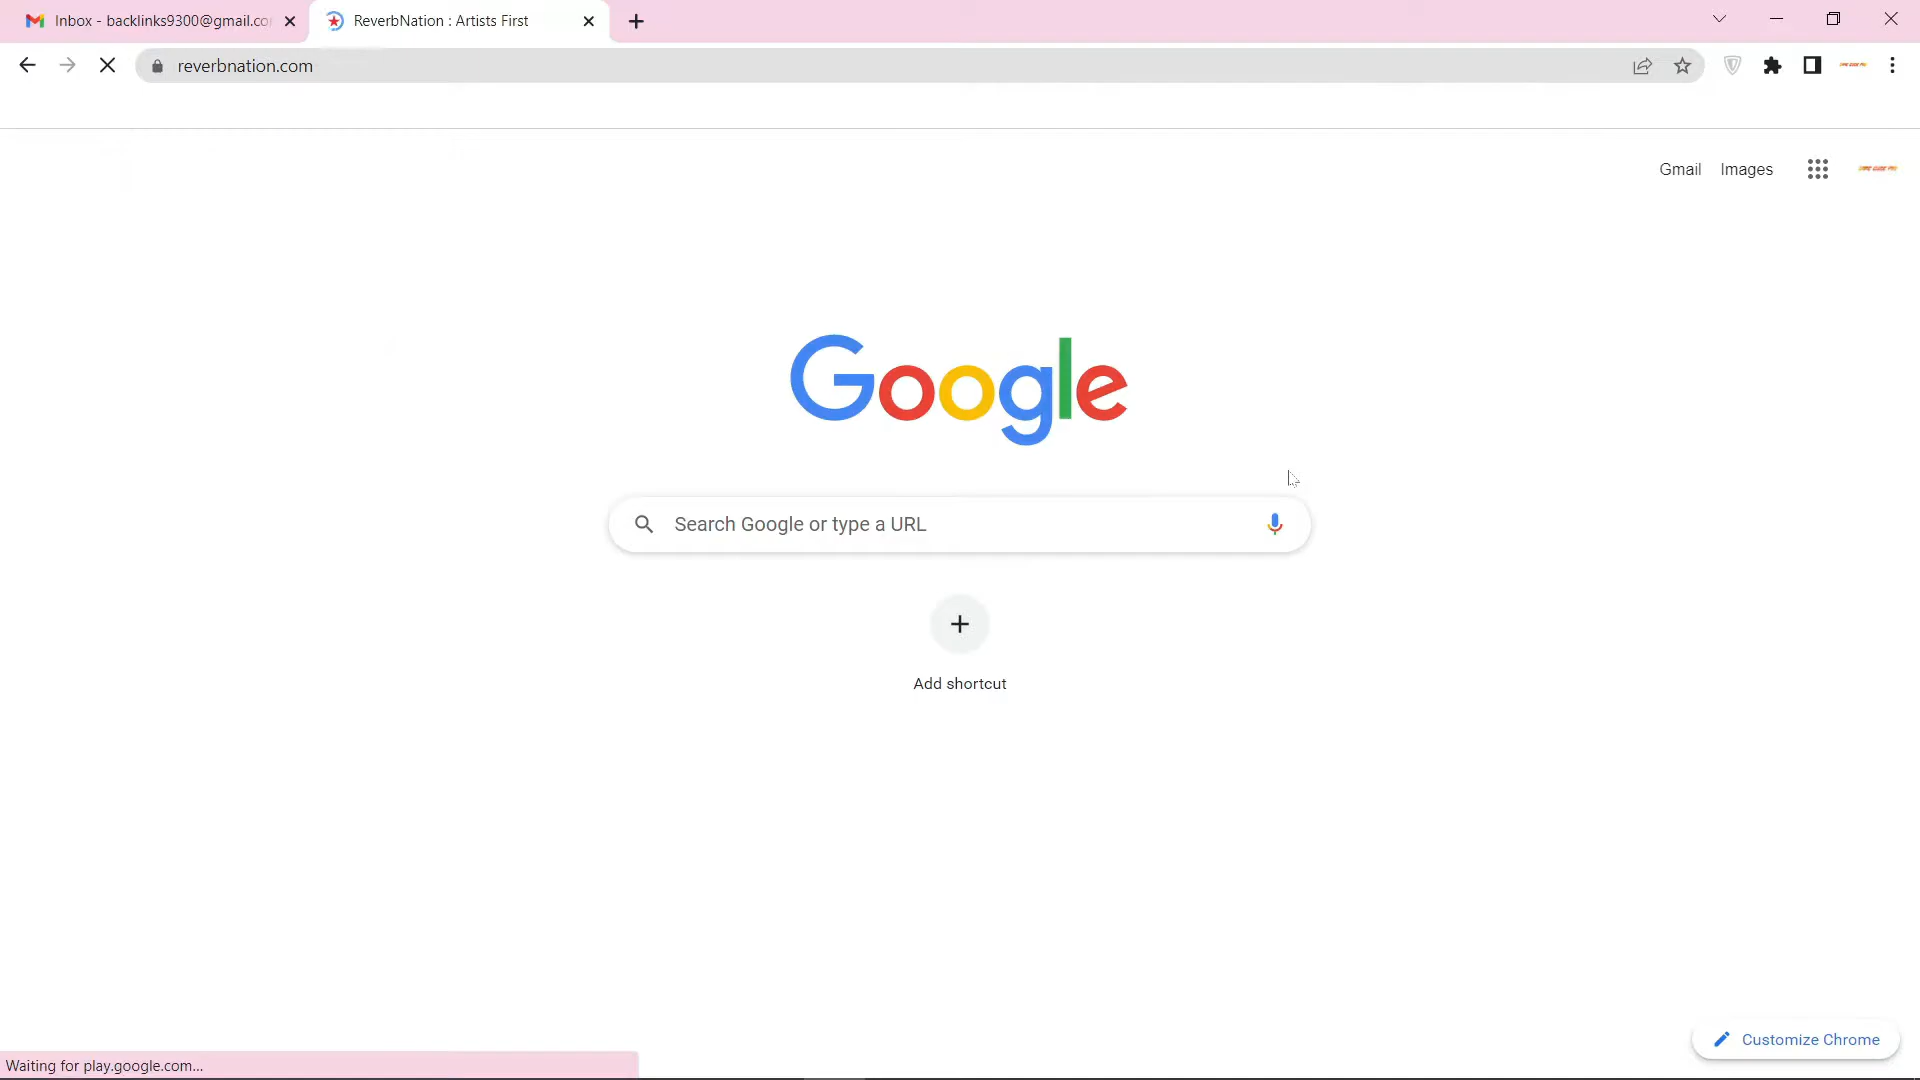 Inbox - backlinks9300@gmail.co
ReverbNation : Artists First
reverbnation.com
Gmail Images
Google
Search Google or type a URL
Add shortcut
Customize Chrome
Waiting for play.google.com...